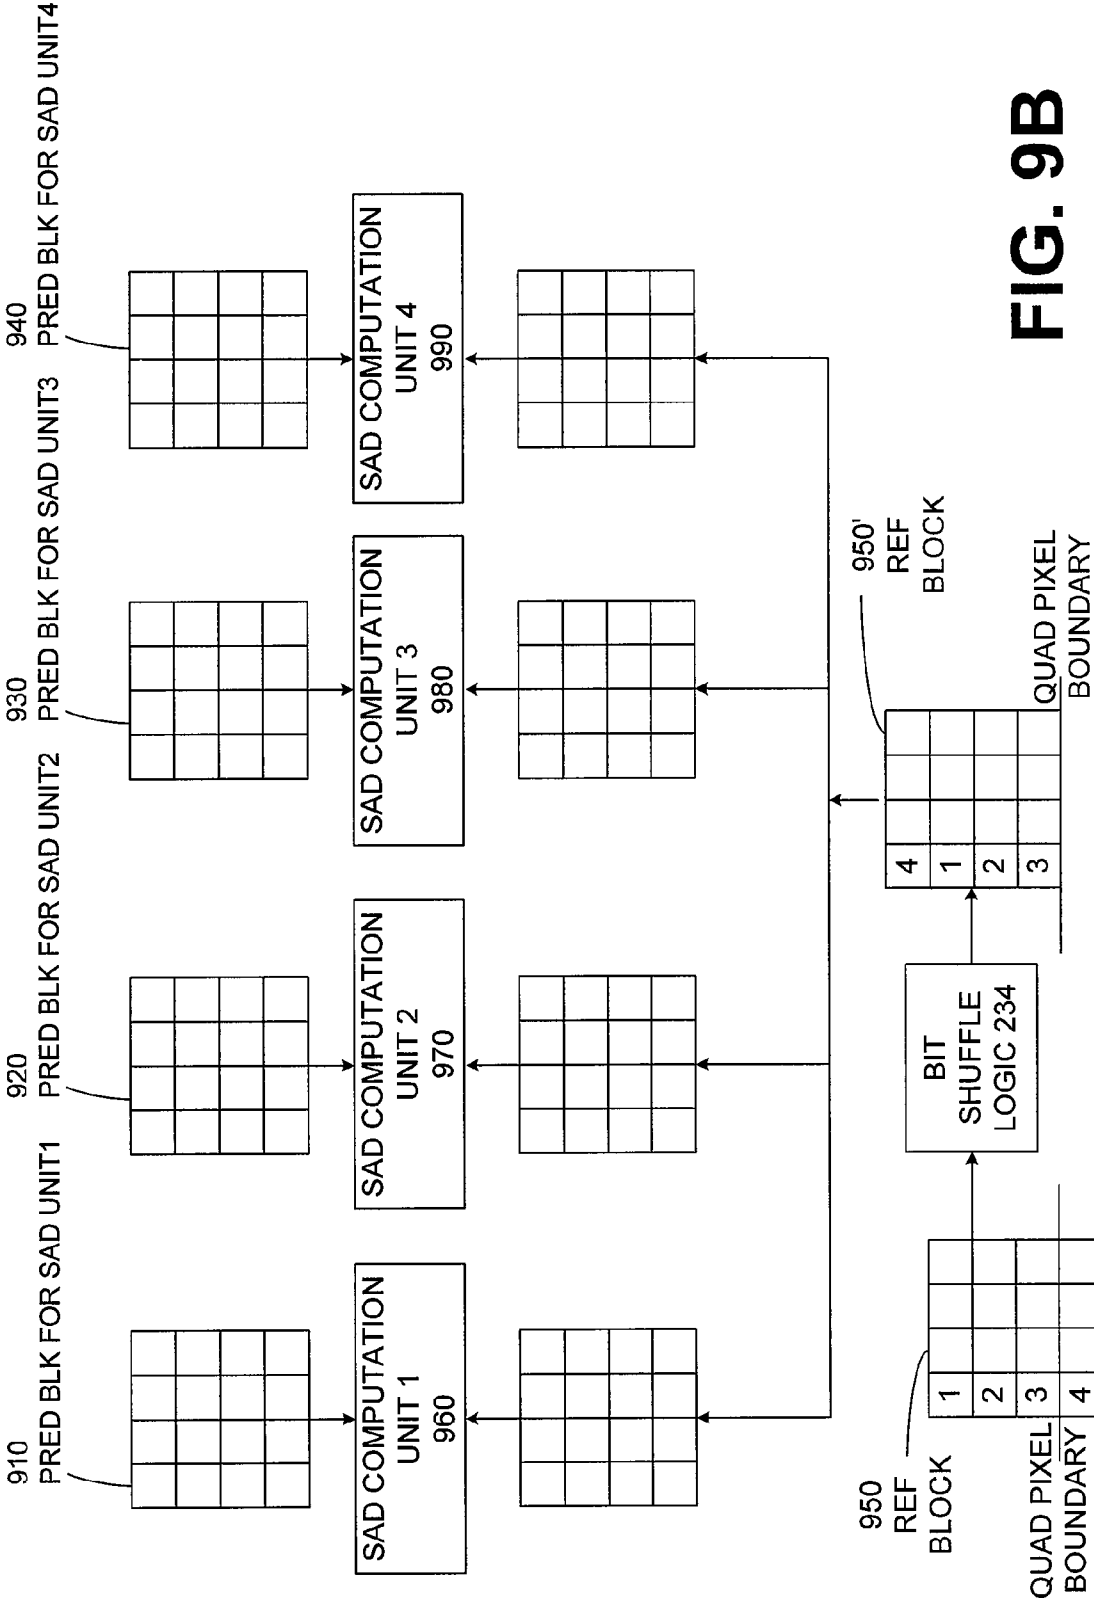 910
PRED BLK FOR SAD UNIT1
920
PRED BLK FOR SAD UNIT2
930
PRED BLK FOR SAD UNIT3
940
PRED BLK FOR SAD UNIT4
SAD COMPUTATION
UNIT 1
960
SAD COMPUTATION
UNIT 2
970
SAD COMPUTATION
UNIT 3
980
SAD COMPUTATION
UNIT 4
990
950
REF
BLOCK
1
2
3
4
QUAD PIXEL
BOUNDARY
BIT
SHUFFLE
LOGIC 234
4
1
2
3
950'
REF
BLOCK
QUAD PIXEL
BOUNDARY
FIG. 9B